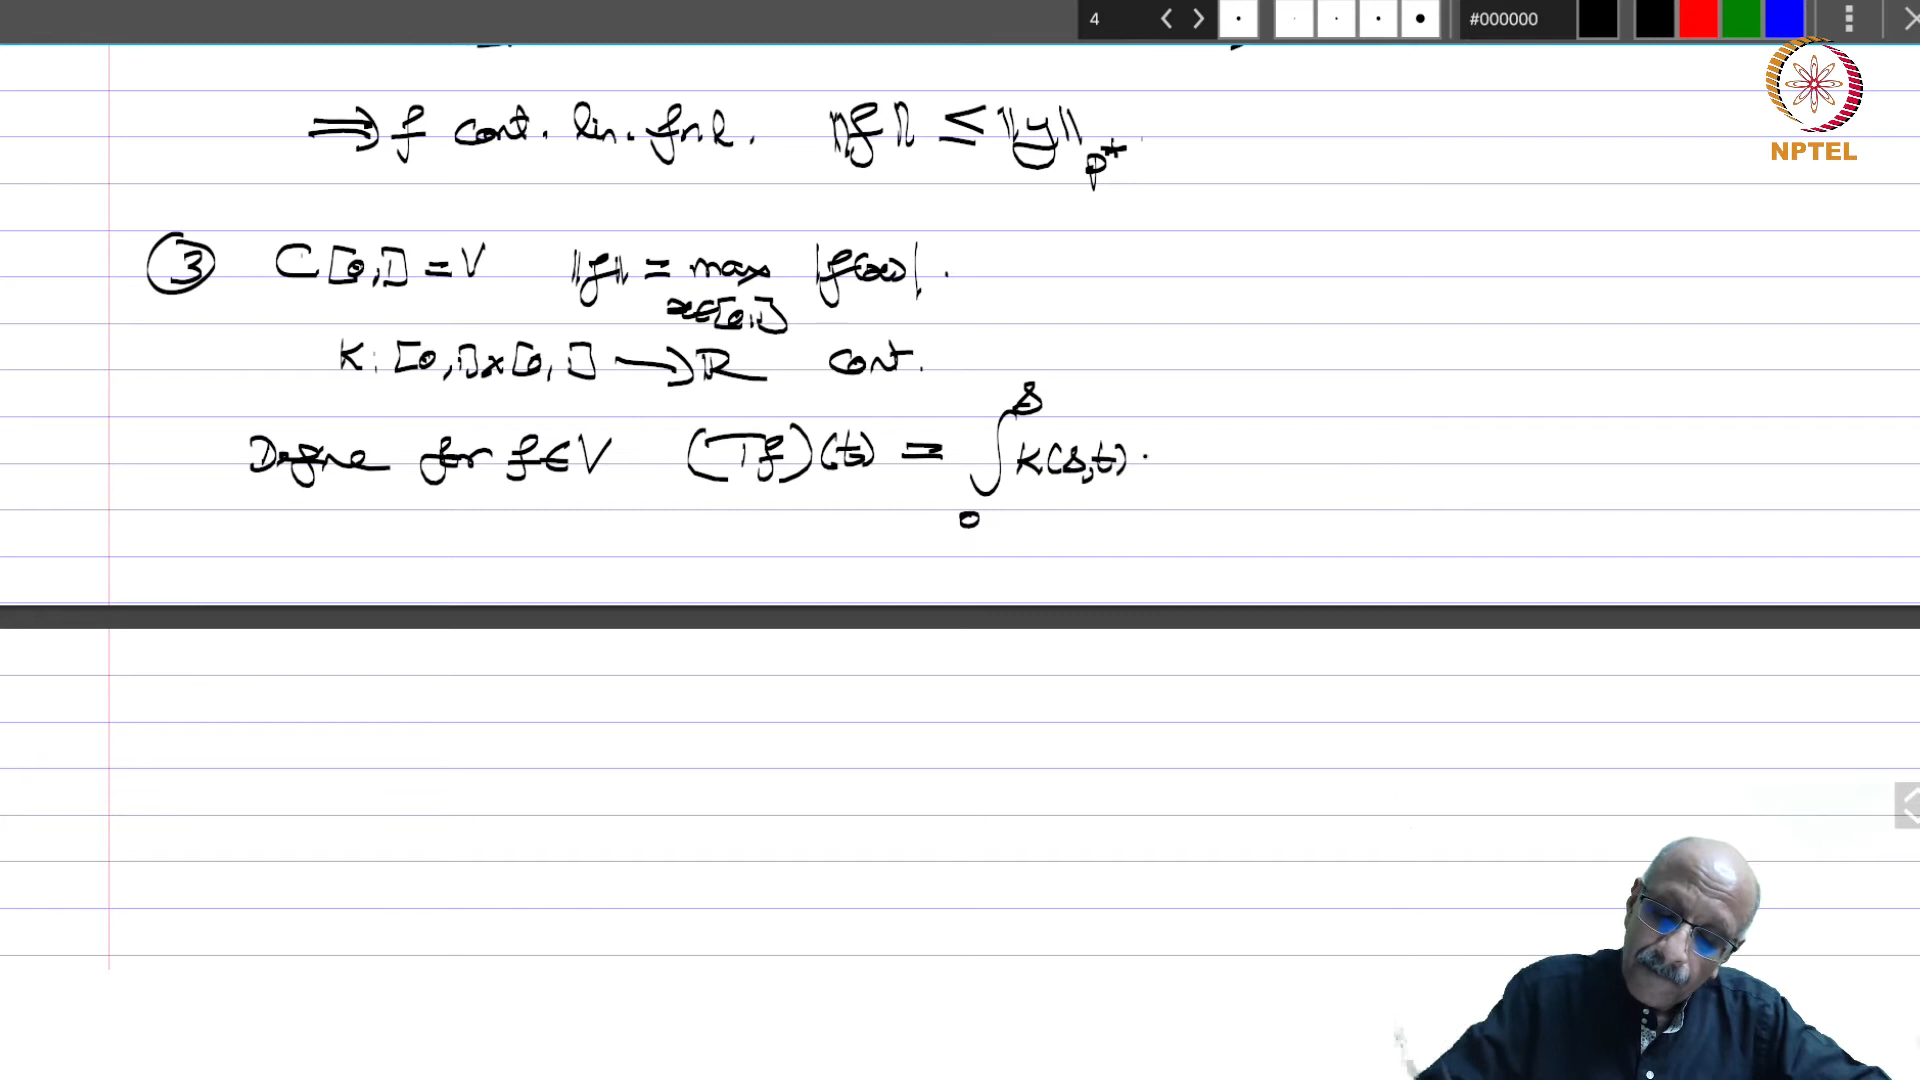 4 #000000
NPTEL
⟹ f cont. lin. fnl. ‖f‖ ≤ ‖y‖_{p*}.
③ C[0,1] = V ‖f‖ = max |f(x)|.
x∈[0,1]
K: [0,1]x[0,1] ⟶ ℝ cont.
Define for f∈V (Tf)(t) = ∫_0^s K(s,t).